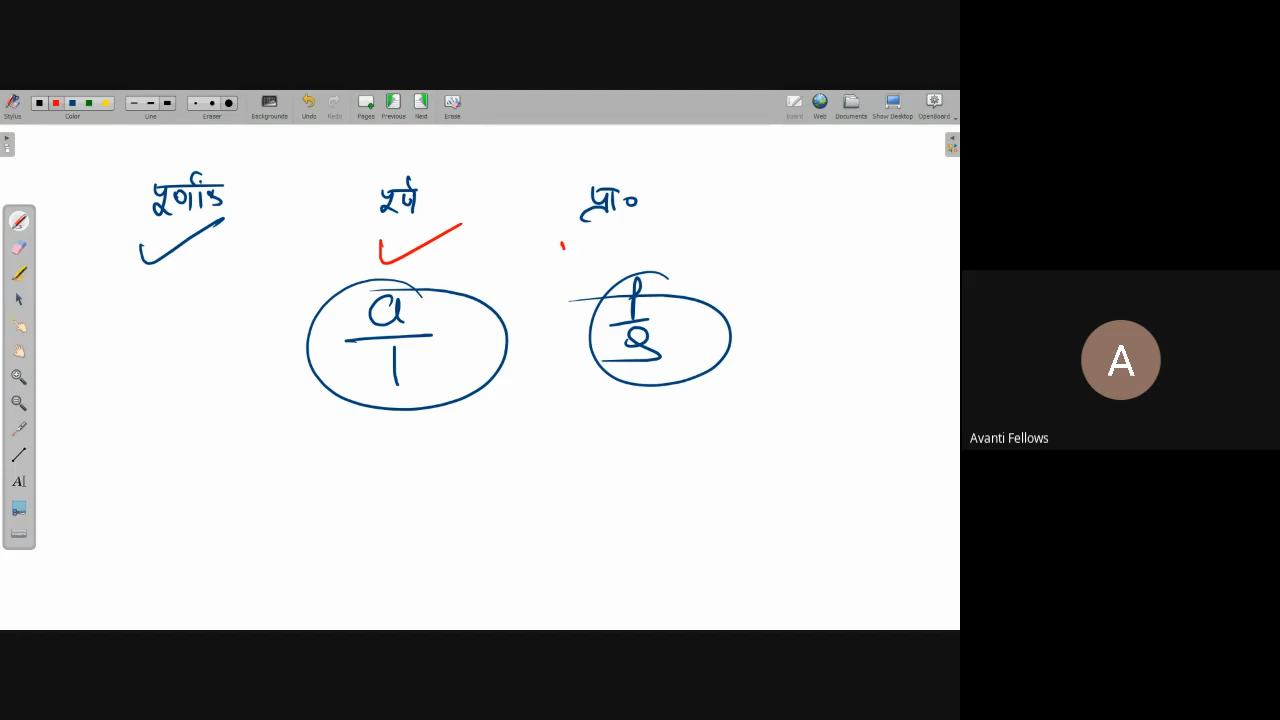 Stylus Color Line Eraser Backgrounds Undo Redo Pages Previous Next Erase Board Web Documents Show Desktop OpenBoard
पूर्णांक पूर्ण प्रा०
a
1
A
Avanti Fellows